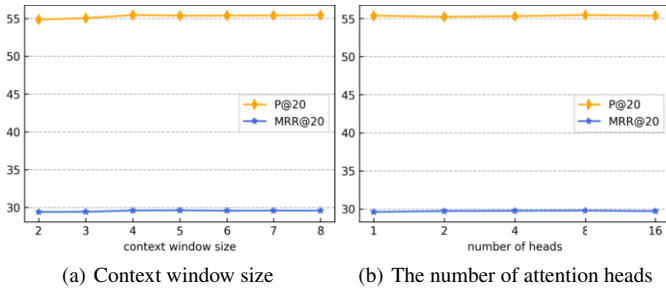 55
50
45
40
35
30
P@20
MRR@20
2 3 4 5 6 7 8
context window size
(a) Context window size
55
50
45
40
35
30
P@20
MRR@20
1 2 4 8 16
number of heads
(b) The number of attention heads